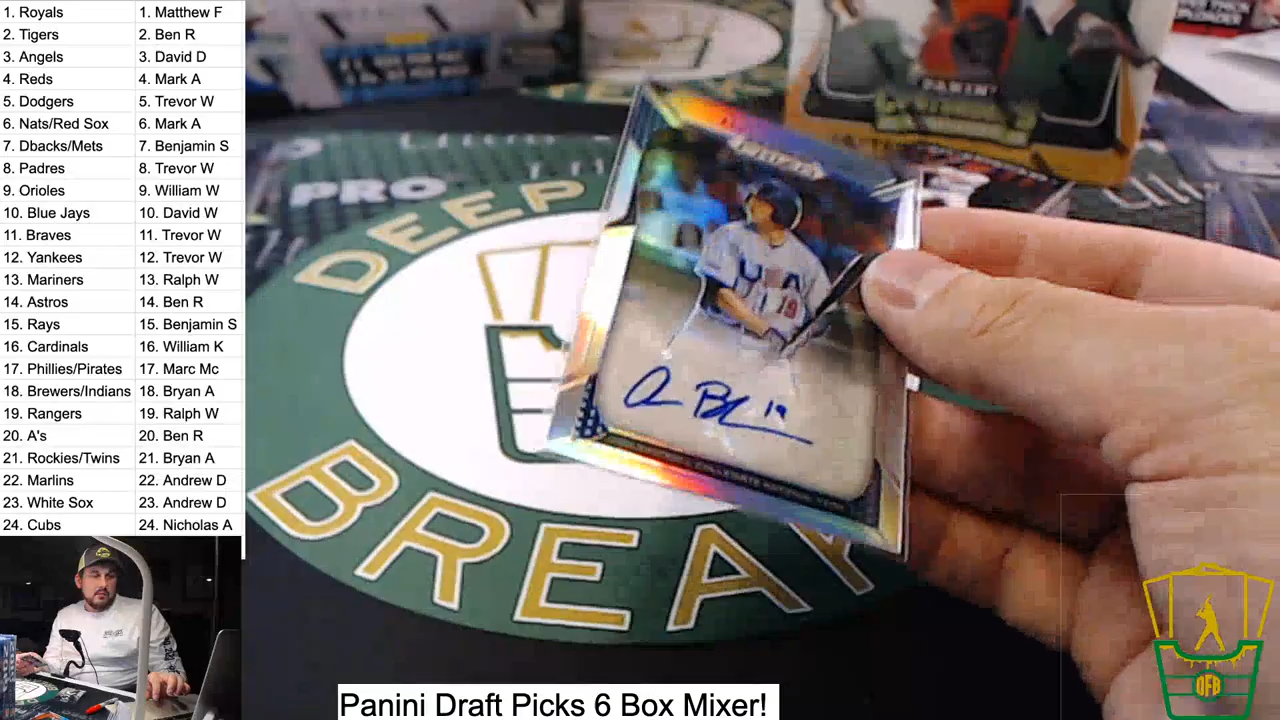 1. Royals 1. Matthew F
2. Tigers 2. Ben R
3. Angels 3. David D
4. Reds 4. Mark A
5. Dodgers 5. Trevor W
6. Nats/Red Sox 6. Mark A
7. Dbacks/Mets 7. Benjamin S
8. Padres 8. Trevor W
9. Orioles 9. William W
10. Blue Jays 10. David W
11. Braves 11. Trevor W
12. Yankees 12. Trevor W
13. Mariners 13. Ralph W
14. Astros 14. Ben R
15. Rays 15. Benjamin S
16. Cardinals 16. William K
17. Phillies/Pirates 17. Marc Mc
18. Brewers/Indians 18. Bryan A
19. Rangers 19. Ralph W
20. A's 20. Ben R
21. Rockies/Twins 21. Bryan A
22. Marlins 22. Andrew D
23. White Sox 23. Andrew D
24. Cubs 24. Nicholas A
PANINI
PRO
DEEP
BREAK
19
COLLEGIATE NATIONAL TEAM
DFB
Panini Draft Picks 6 Box Mixer!